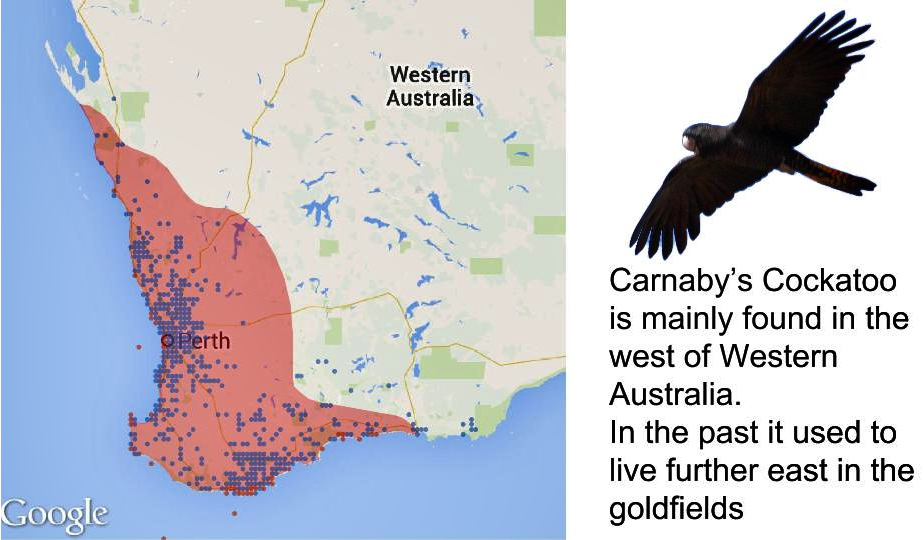 Western
Australia
Perth
Google
Carnaby’s Cockatoo
is mainly found in the
west of Western
Australia.
In the past it used to
live further east in the
goldfields